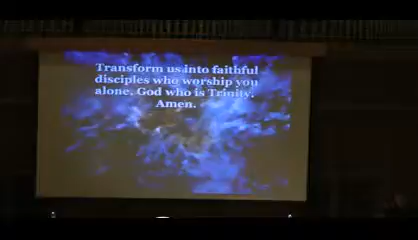 Transform us into faithful
disciples who worship you
alone, God who is Trinity,
Amen.